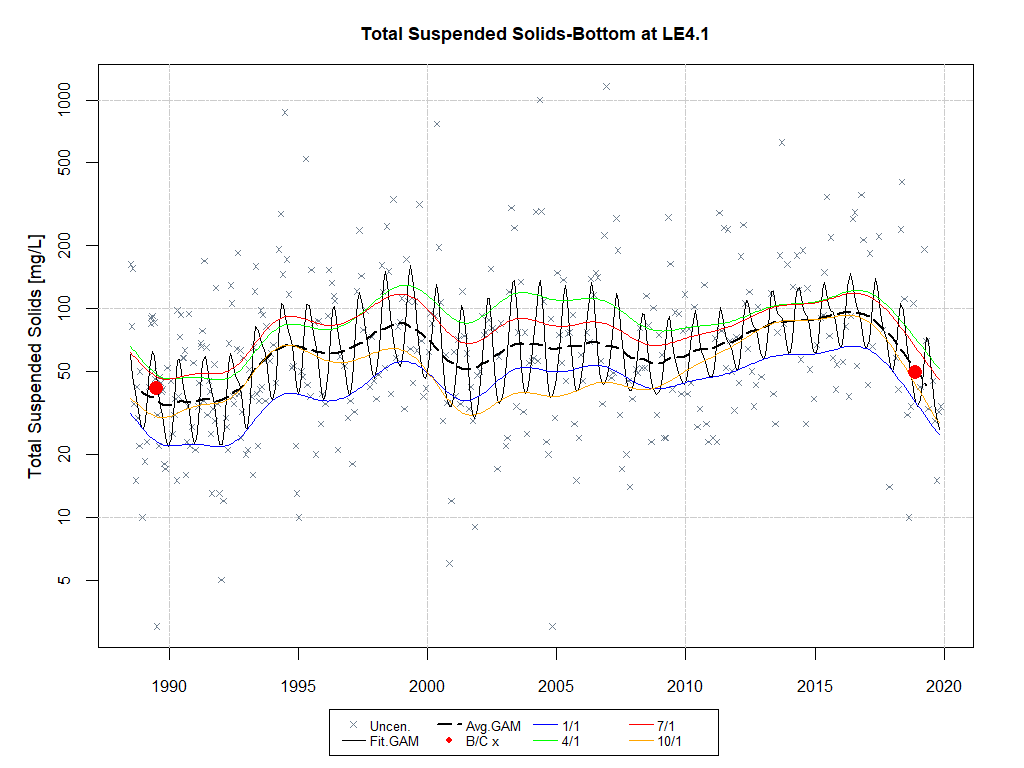 Total Suspended Solids-Bottom at LE4.1
Total Suspended Solids [mg/L]
1000
500
200
100
50
20
10
5
1990 1995 2000 2005 2010 2015 2020
Uncen. Avg.GAM 1/1 7/1
Fit.GAM B/C x 4/1 10/1